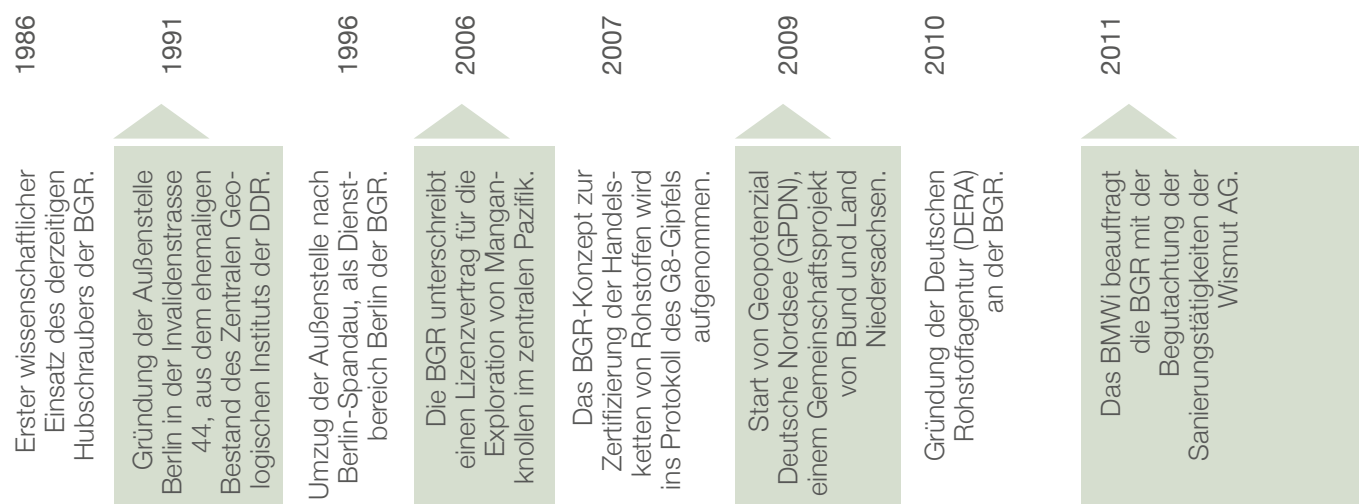 1986
Erster wissenschaftlicher
Einsatz des derzeitigen
Hubschraubers der BGR.
1991
Gründung der Außenstelle
Berlin in der Invalidenstrasse
44, aus dem ehemaligen
Bestand des Zentralen Geo-
logischen Instituts der DDR.
1996
Umzug der Außenstelle nach
Berlin-Spandau, als Dienst-
bereich Berlin der BGR.
2006
Die BGR unterschreibt
einen Lizenzvertrag für die
Exploration von Mangan-
knollen im zentralen Pazifik.
2007
Das BGR-Konzept zur
Zertifizierung der Handels-
ketten von Rohstoffen wird
ins Protokoll des G8-Gipfels
aufgenommen.
2009
Start von Geopotenzial
Deutsche Nordsee (GPDN),
einem Gemeinschaftsprojekt
von Bund und Land
Niedersachsen.
2010
Gründung der Deutschen
Rohstoffagentur (DERA)
an der BGR.
2011
Das BMWi beauftragt
die BGR mit der
Begutachtung der
Sanierungstätigkeiten der
Wismut AG.